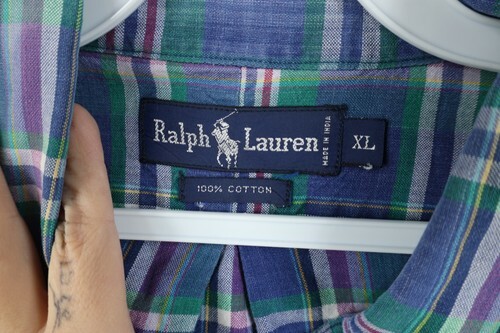 Ralph Lauren
MADE IN INDIA
XL
100% COTTON